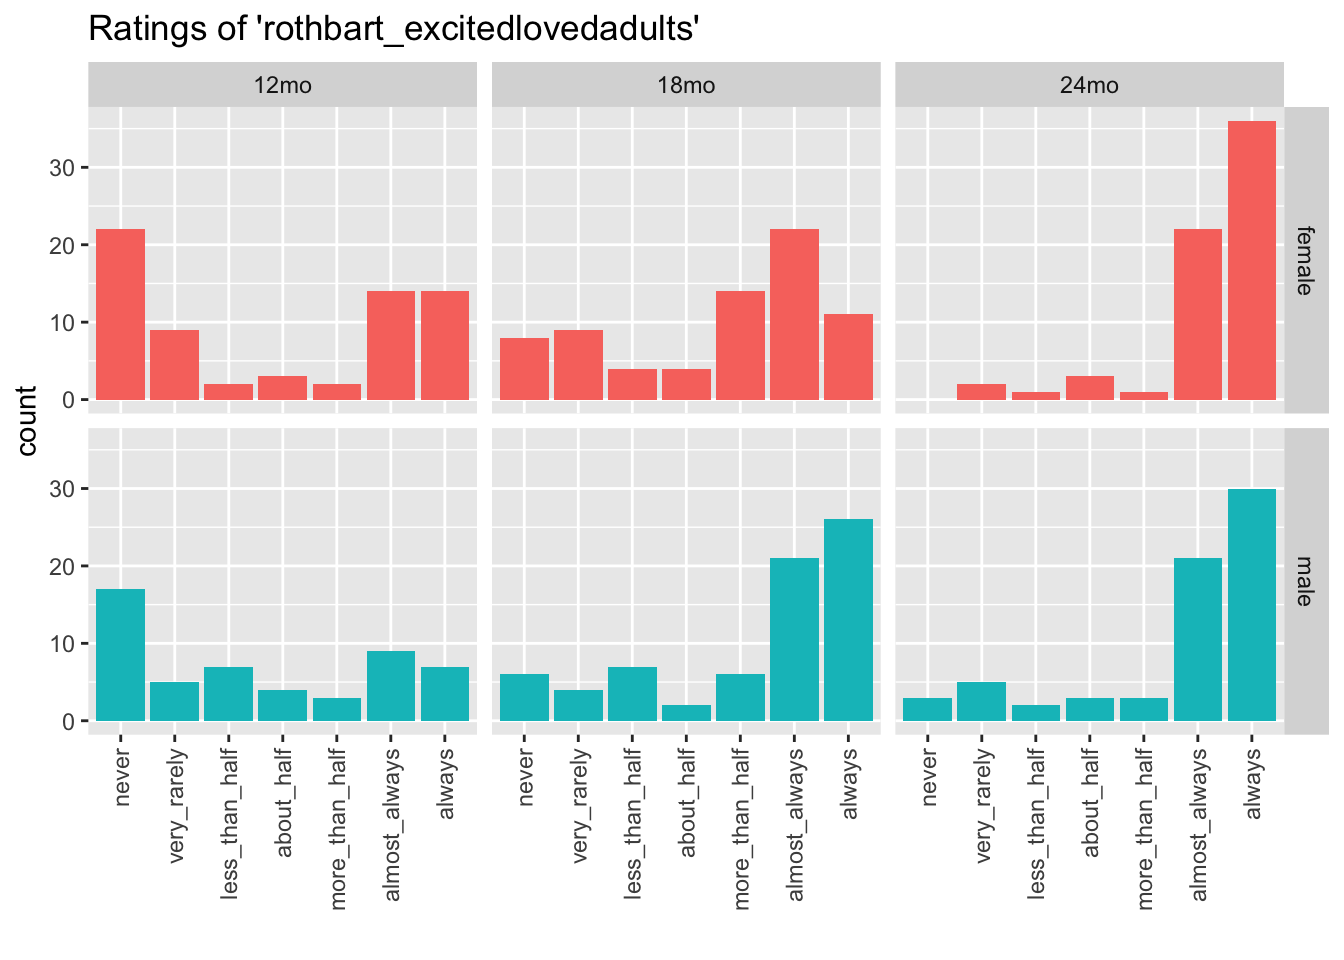 Ratings of 'rothbart_excitedlovedadults'
12mo 18mo 24mo
30
20
10
0
female
count
30
20
10
0
male
never very_rarely less_than_half about_half more_than_half almost_always always
never very_rarely less_than_half about_half more_than_half almost_always always
never very_rarely less_than_half about_half more_than_half almost_always always